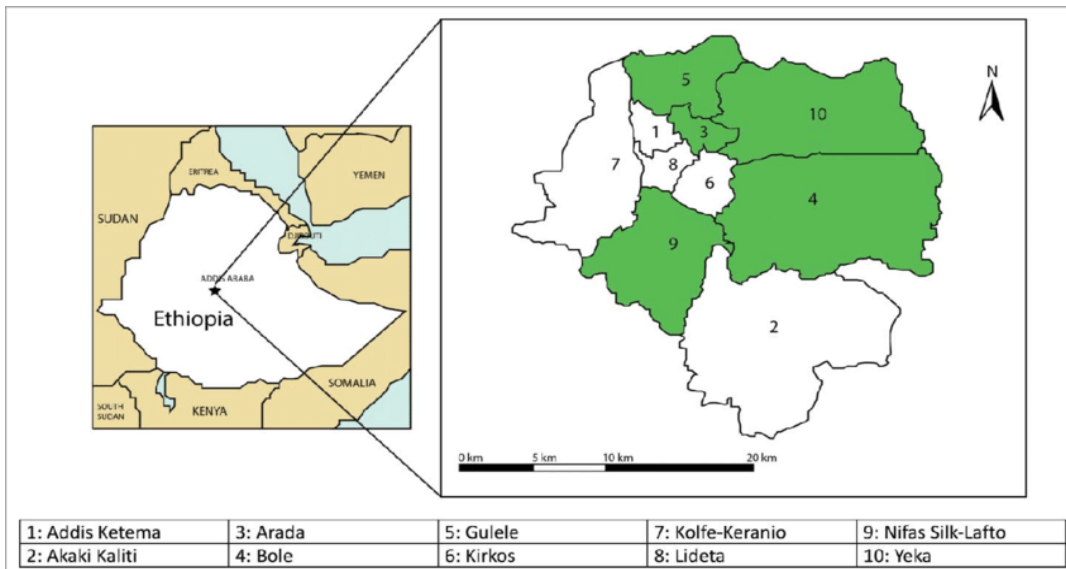 ERITREA
YEMEN
SUDAN
DJIBOUTI
ADDIS ABABA
Ethiopia
SOMALIA
SOUTH
SUDAN
KENYA
N
5
10
1
3
7
8
6
4
9
2
0 km 5 km 10 km 20 km
1: Addis Ketema 3: Arada 5: Gulele 7: Kolfe-Keranio 9: Nifas Silk-Lafto
2: Akaki Kaliti 4: Bole 6: Kirkos 8: Lideta 10: Yeka